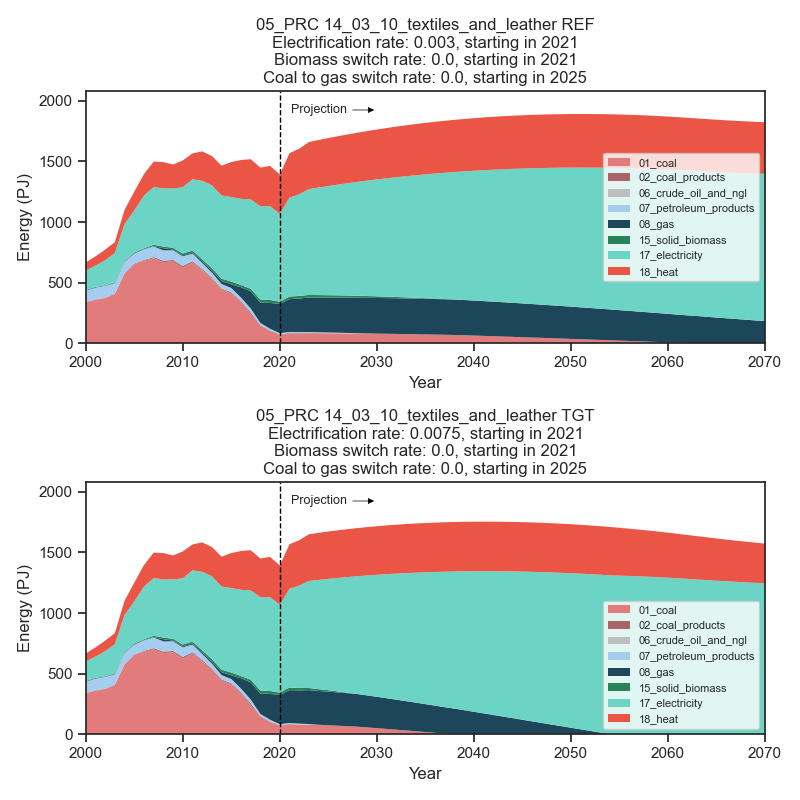 05_PRC 14_03_10_textiles_and_leather REF
Electrification rate: 0.003, starting in 2021
Biomass switch rate: 0.0, starting in 2021
Coal to gas switch rate: 0.0, starting in 2025
Projection
2000
1500
1000
500
0
Energy (PJ)
01_coal
02_coal_products
06_crude_oil_and_ngl
07_petroleum_products
08_gas
15_solid_biomass
17_electricity
18_heat
2000 2010 2020 2030 2040 2050 2060 2070
Year
05_PRC 14_03_10_textiles_and_leather TGT
Electrification rate: 0.0075, starting in 2021
Biomass switch rate: 0.0, starting in 2021
Coal to gas switch rate: 0.0, starting in 2025
Projection
2000
1500
1000
500
0
Energy (PJ)
01_coal
02_coal_products
06_crude_oil_and_ngl
07_petroleum_products
08_gas
15_solid_biomass
17_electricity
18_heat
2000 2010 2020 2030 2040 2050 2060 2070
Year